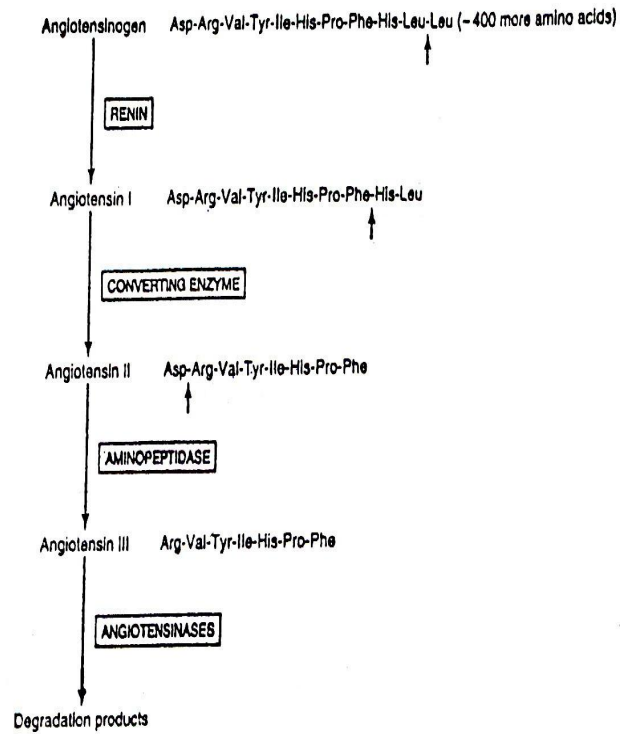 Angiotensinogen Asp-Arg-Val-Tyr-Ile-His-Pro-Phe-His-Leu-Leu (~400 more amino acids)
RENIN
Angiotensin I Asp-Arg-Val-Tyr-Ile-His-Pro-Phe-His-Leu
CONVERTING ENZYME
Angiotensin II Asp-Arg-Val-Tyr-Ile-His-Pro-Phe
AMINOPEPTIDASE
Angiotensin III Arg-Val-Tyr-Ile-His-Pro-Phe
ANGIOTENSINASES
Degradation products